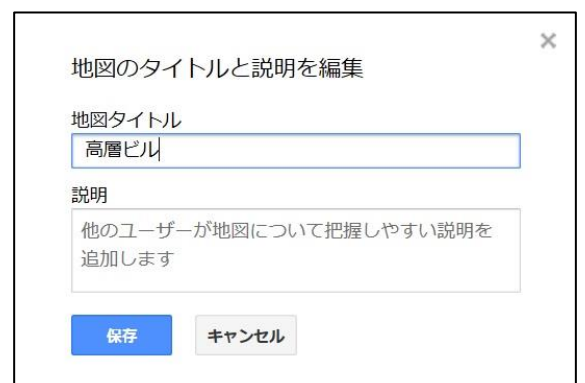 地図のタイトルと説明を編集
地図タイトル
高層ビル
説明
他のユーザーが地図について把握しやすい説明を
追加します
保存 キャンセル